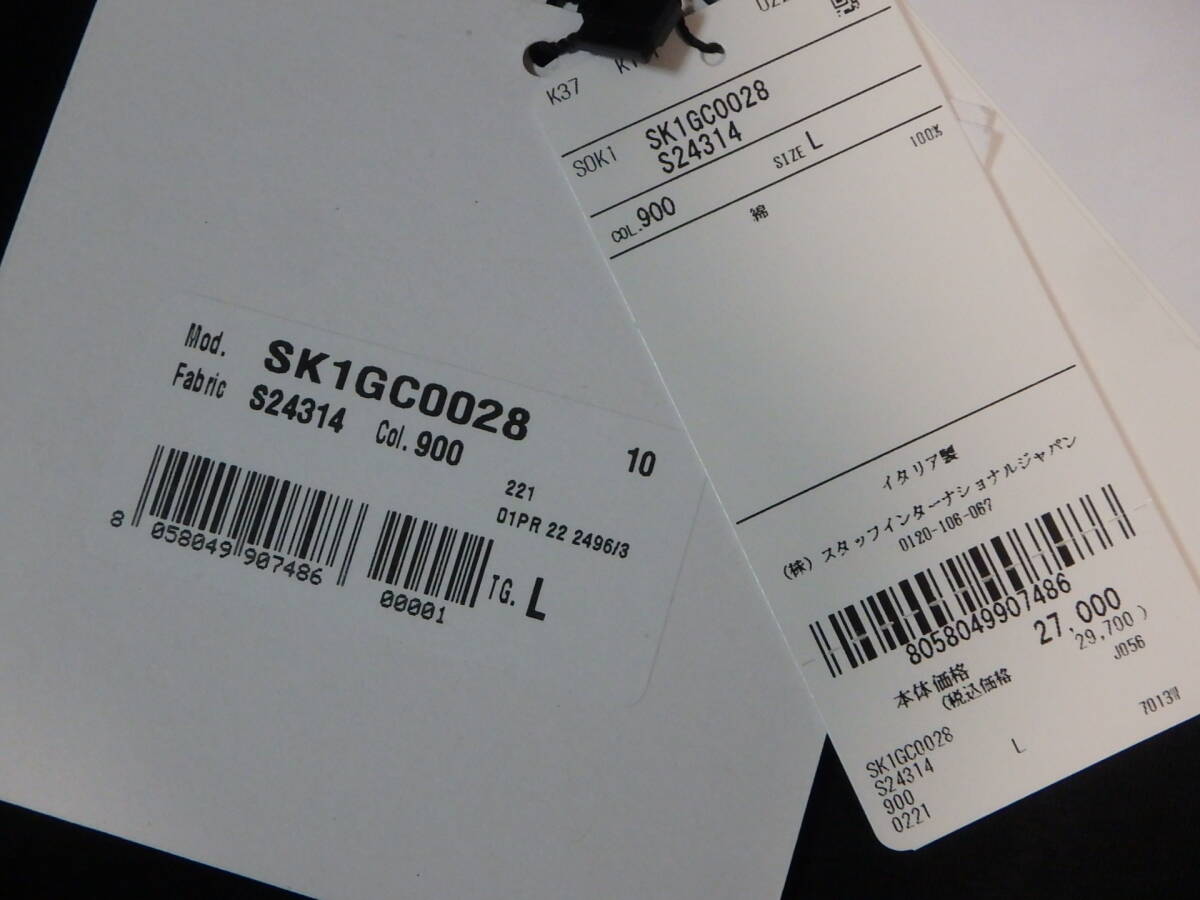 Mod. SK1GC0028
Fabric S24314 Col. 900 10
221
01PR 22 2496/3
8 058049 907486
00001
TG. L
K37
SOKi SK1GC0028
S24314
COL. 900 SIZE L
綿 100%
イタリア製
(株) スタッフインターナショナルジャパン
0120-106-067
8058049907486
本体価格 27,000
(税込価格 29,700)
J056
7013W
SK1GC0028
S24314 L
900
0221